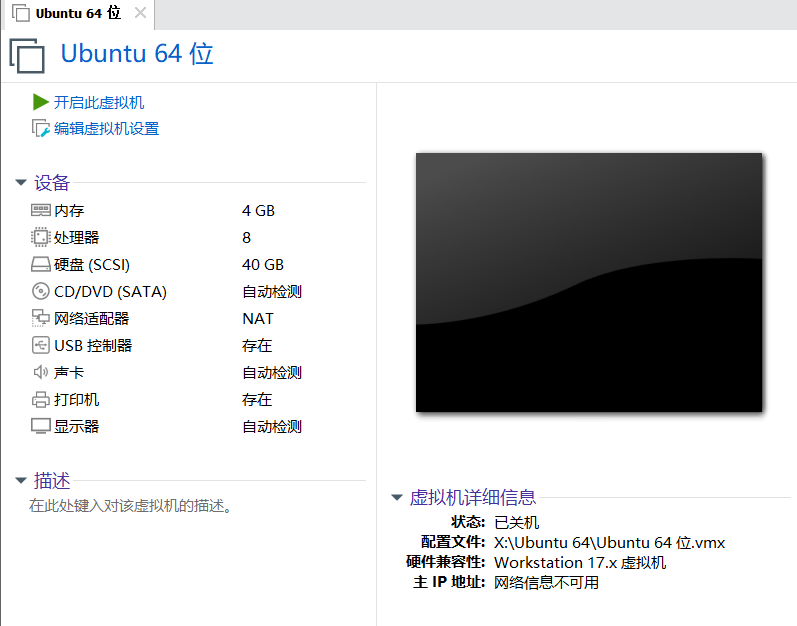 Ubuntu 64 位
Ubuntu 64 位
开启此虚拟机
编辑虚拟机设置
设备
内存 4 GB
处理器 8
硬盘 (SCSI) 40 GB
CD/DVD (SATA) 自动检测
网络适配器 NAT
USB 控制器 存在
声卡 自动检测
打印机 存在
显示器 自动检测
描述
在此处键入对该虚拟机的描述。
虚拟机详细信息
状态: 已关机
配置文件: X:\Ubuntu 64\Ubuntu 64 位.vmx
硬件兼容性: Workstation 17.x 虚拟机
主 IP 地址: 网络信息不可用